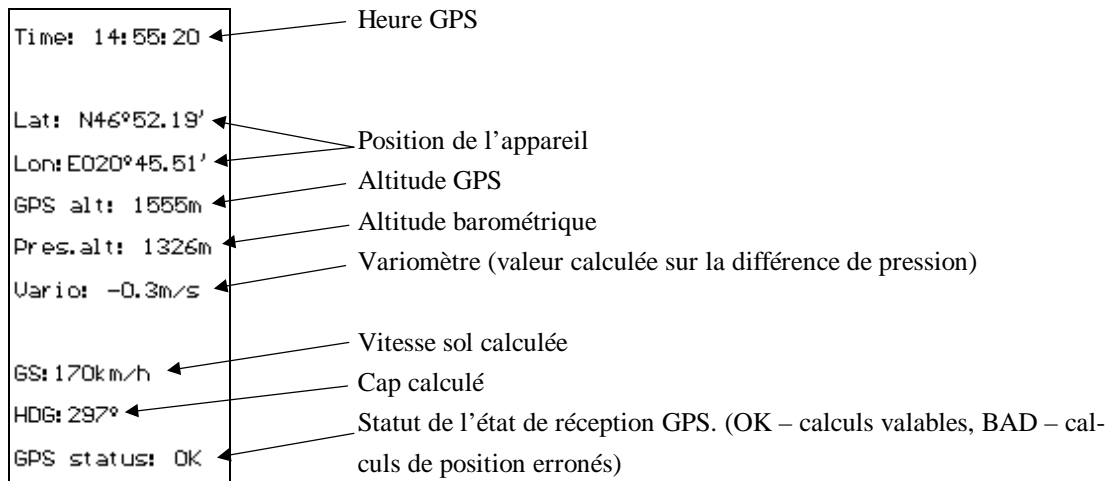 Time: 14:55:20
Heure GPS
Lat: N46°52.19'
Lon:E020°45.51'
Position de l’appareil
GPS alt: 1555m
Altitude GPS
Pres.alt: 1326m
Altitude barométrique
Vario: -0.3m/s
Variomètre (valeur calculée sur la différence de pression)
GS:170km/h
Vitesse sol calculée
HDG:297°
Cap calculé
GPS status: OK
Statut de l’état de réception GPS. (OK – calculs valables, BAD – cal-
culs de position erronés)